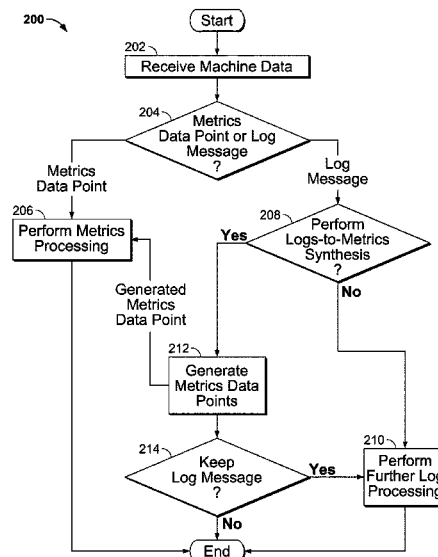 200
Start
202
Receive Machine Data
204
Metrics
Data Point or Log
Message
?
Metrics
Data Point
Log
Message
206
Perform Metrics
Processing
208
Perform
Logs-to-Metrics
Synthesis
?
Yes
No
Generated
Metrics
Data Point
212
Generate
Metrics Data
Points
214
Keep
Log Message
?
Yes
No
210
Perform
Further Log
Processing
End